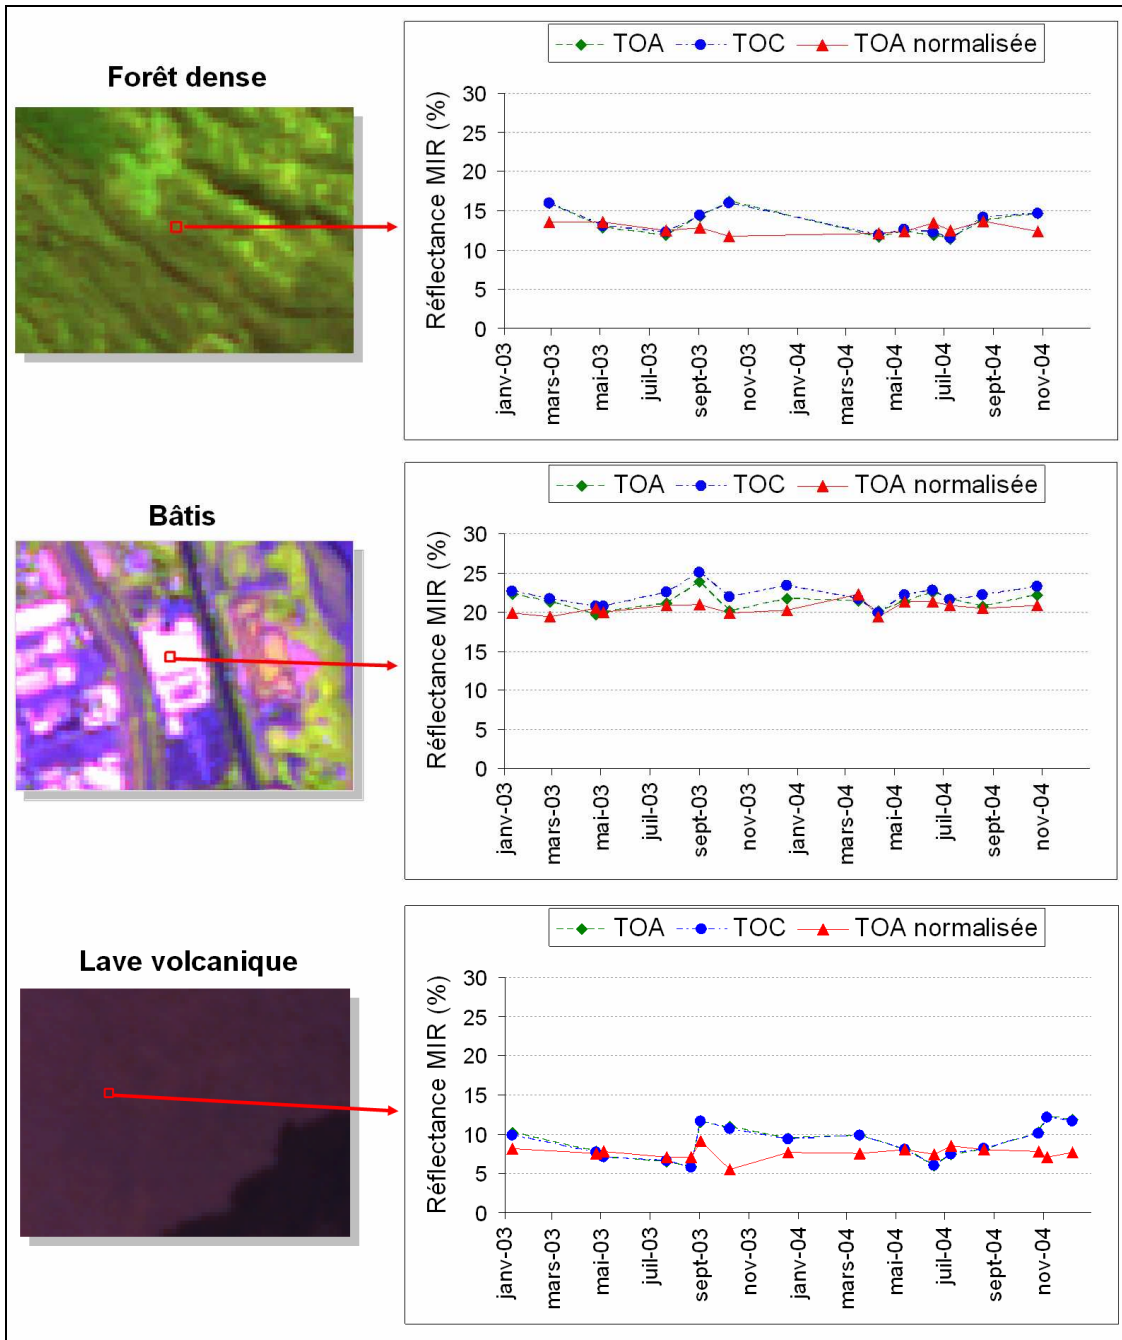 Forêt dense
TOA TOC TOA normalisée
Réflectance MIR (%)
30
25
20
15
10
5
0
janv-03 mars-03 mai-03 juil-03 sept-03 nov-03 janv-04 mars-04 mai-04 juil-04 sept-04 nov-04
Bâtis
TOA TOC TOA normalisée
Réflectance MIR (%)
30
25
20
15
10
5
0
janv-03 mars-03 mai-03 juil-03 sept-03 nov-03 janv-04 mars-04 mai-04 juil-04 sept-04 nov-04
Lave volcanique
TOA TOC TOA normalisée
Réflectance MIR (%)
30
25
20
15
10
5
0
janv-03 mars-03 mai-03 juil-03 sept-03 nov-03 janv-04 mars-04 mai-04 juil-04 sept-04 nov-04